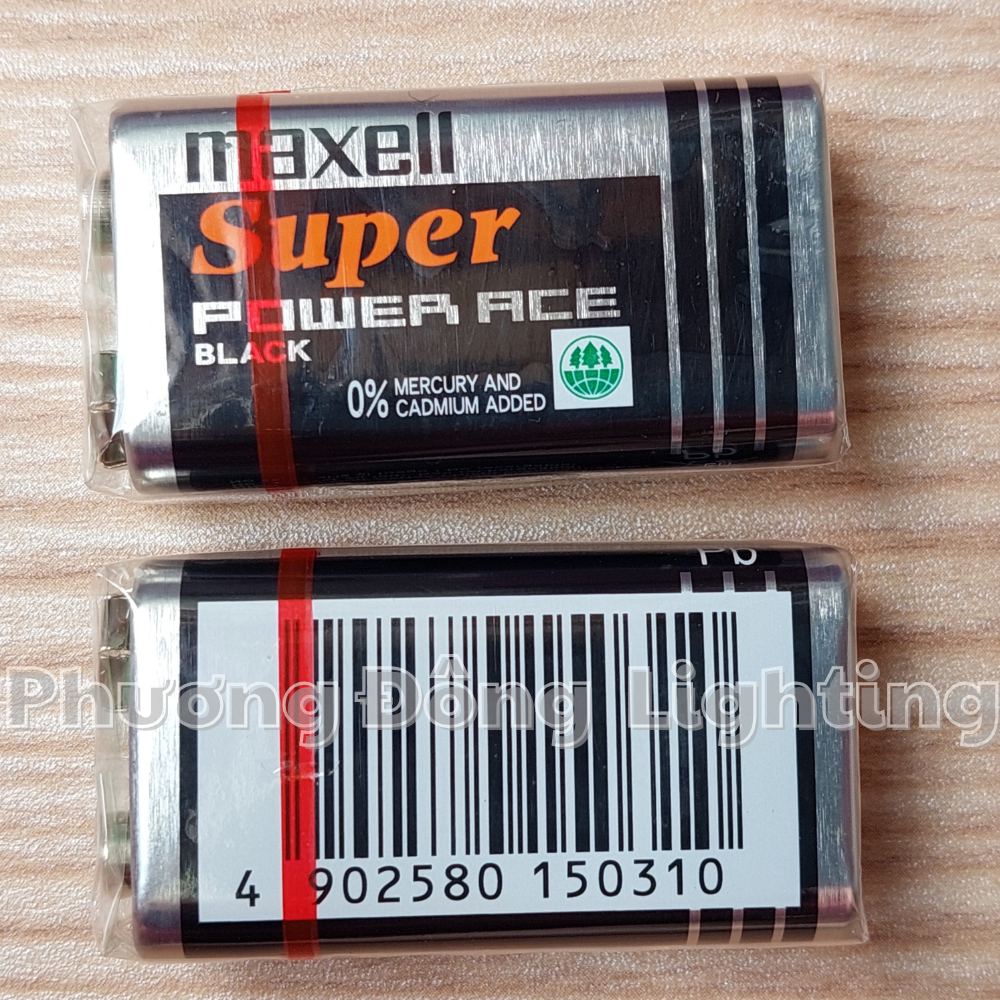 maxell
Super
POWER ACE
BLACK
0% MERCURY AND
CADMIUM ADDED
Pb
Phương Đông Lighting
4 902580 150310